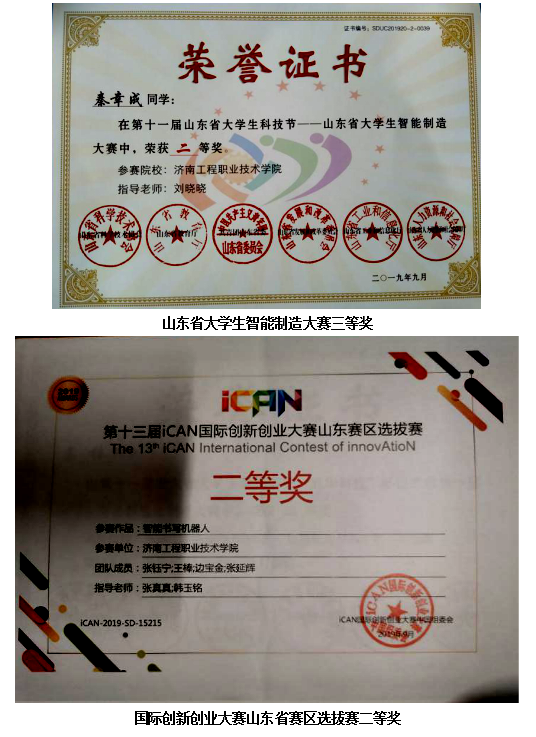 证书编号：SDUC201920-2-0039
荣誉证书
秦章成 同学：
在第十一届山东省大学生科技节——山东省大学生智能制造
大赛中，荣获 二 等奖。
参赛院校：济南工程职业技术学院
指导老师：刘晓晓
二〇一九年九月
山东省大学生智能制造大赛三等奖
iCAN
第十三届iCAN国际创新创业大赛山东赛区选拔赛
The 13th iCAN International Contest of innovAtioN
二等奖
参赛作品：智能书写机器人
参赛单位：济南工程职业技术学院
团队成员：张钰宁;王棒;边宝金;张延辉
指导老师：张真真;韩玉铭
iCAN-2019-SD-15215
2019年9月
国际创新创业大赛山东省赛区选拔赛二等奖